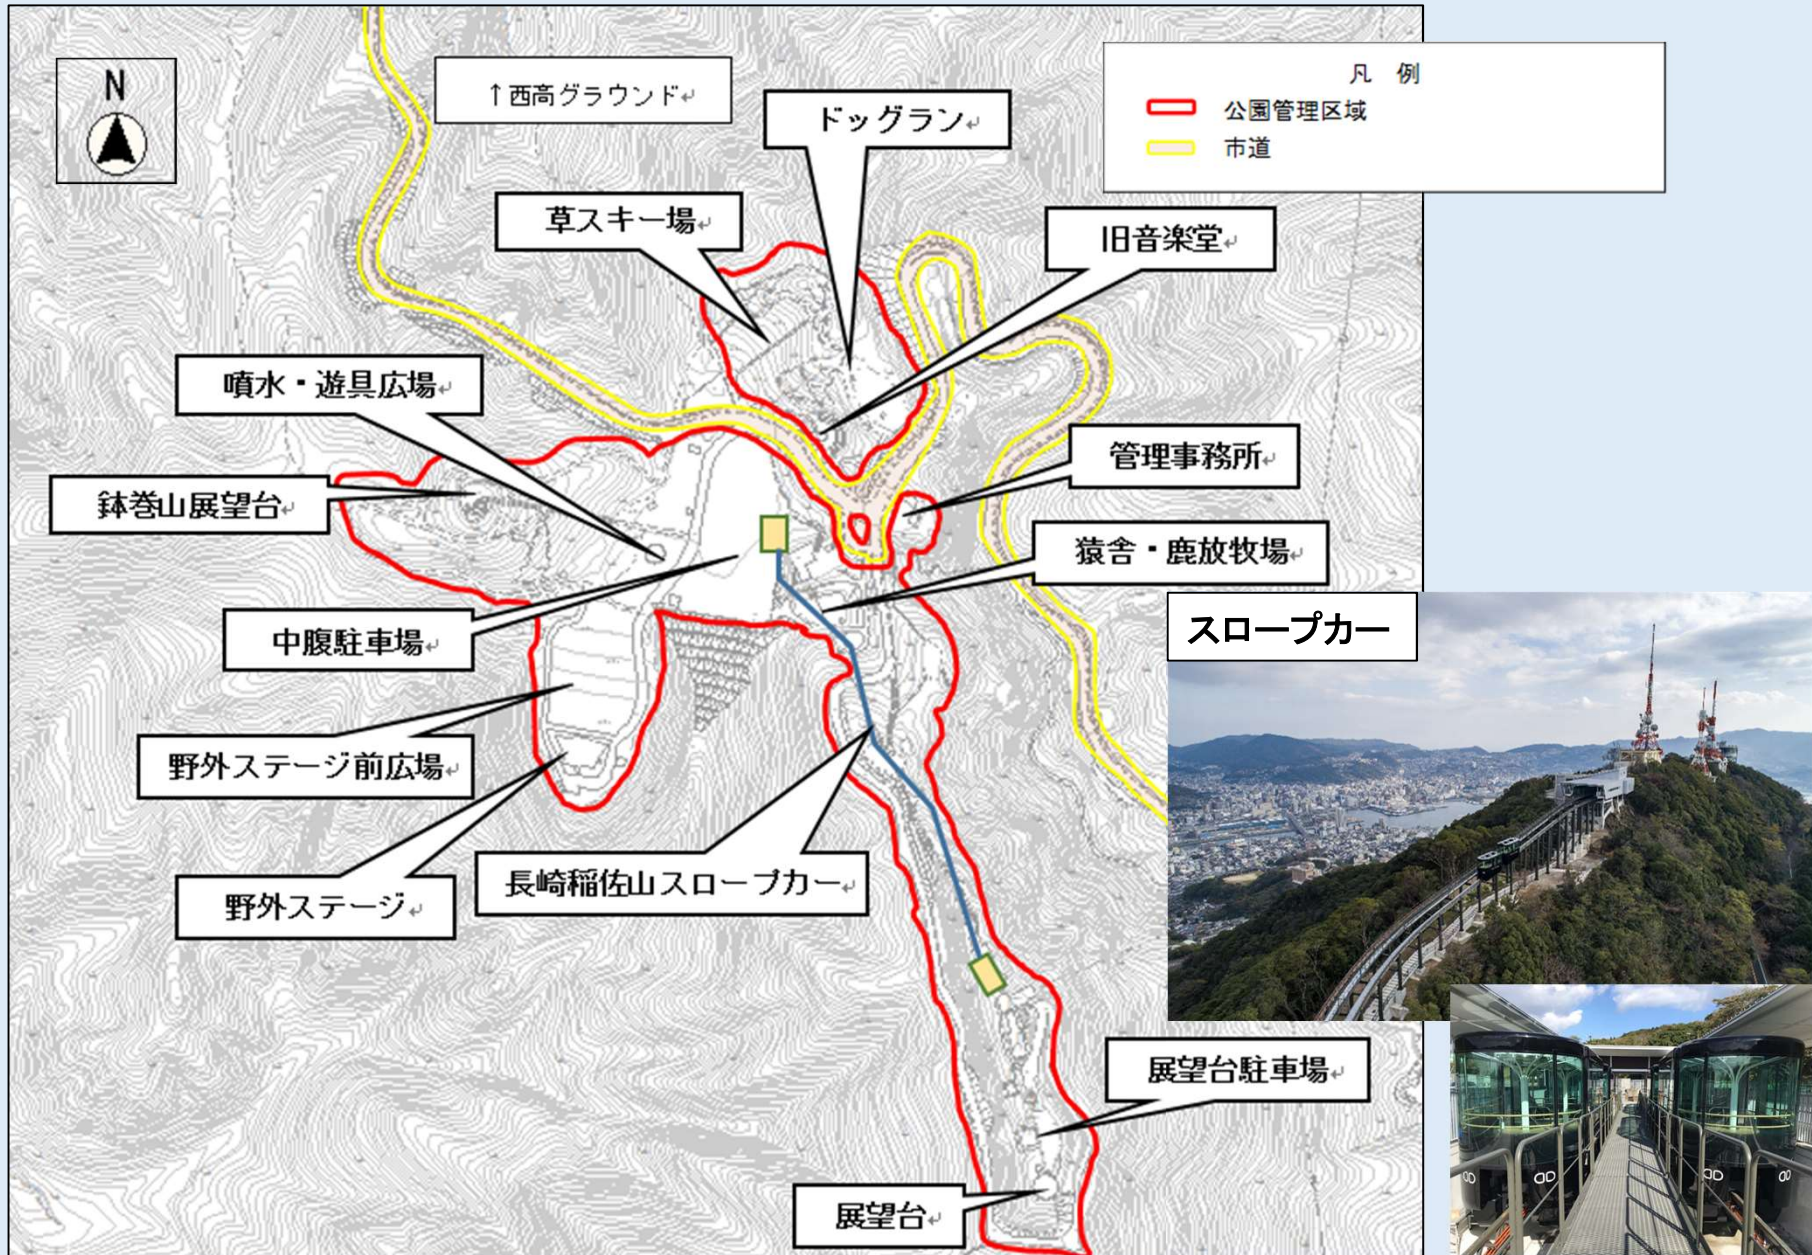 N
↑西高グラウンド
ドッグラン
凡 例
公園管理区域
市道
草スキー場
旧音楽堂
噴水・遊具広場
管理事務所
鉢巻山展望台
猿舎・鹿放牧場
中腹駐車場
スロープカー
野外ステージ前広場
長崎稲佐山スロープカー
野外ステージ
展望台駐車場
展望台